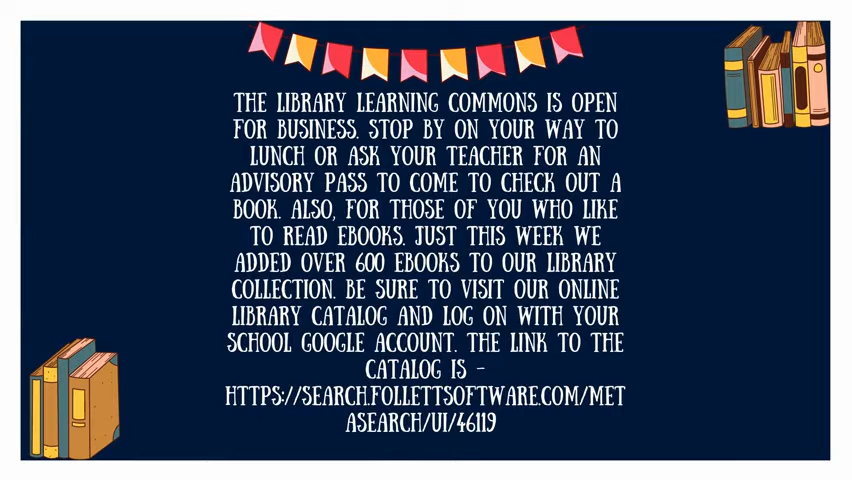 THE LIBRARY LEARNING COMMONS IS OPEN
FOR BUSINESS. STOP BY ON YOUR WAY TO
LUNCH OR ASK YOUR TEACHER FOR AN
ADVISORY PASS TO COME TO CHECK OUT A
BOOK. ALSO, FOR THOSE OF YOU WHO LIKE
TO READ EBOOKS. JUST THIS WEEK WE
ADDED OVER 600 EBOOKS TO OUR LIBRARY
COLLECTION. BE SURE TO VISIT OUR ONLINE
LIBRARY CATALOG AND LOG ON WITH YOUR
SCHOOL GOOGLE ACCOUNT. THE LINK TO THE
CATALOG IS -
HTTPS://SEARCH.FOLLETTSOFTWARE.COM/MET
ASEARCH/UI/46119